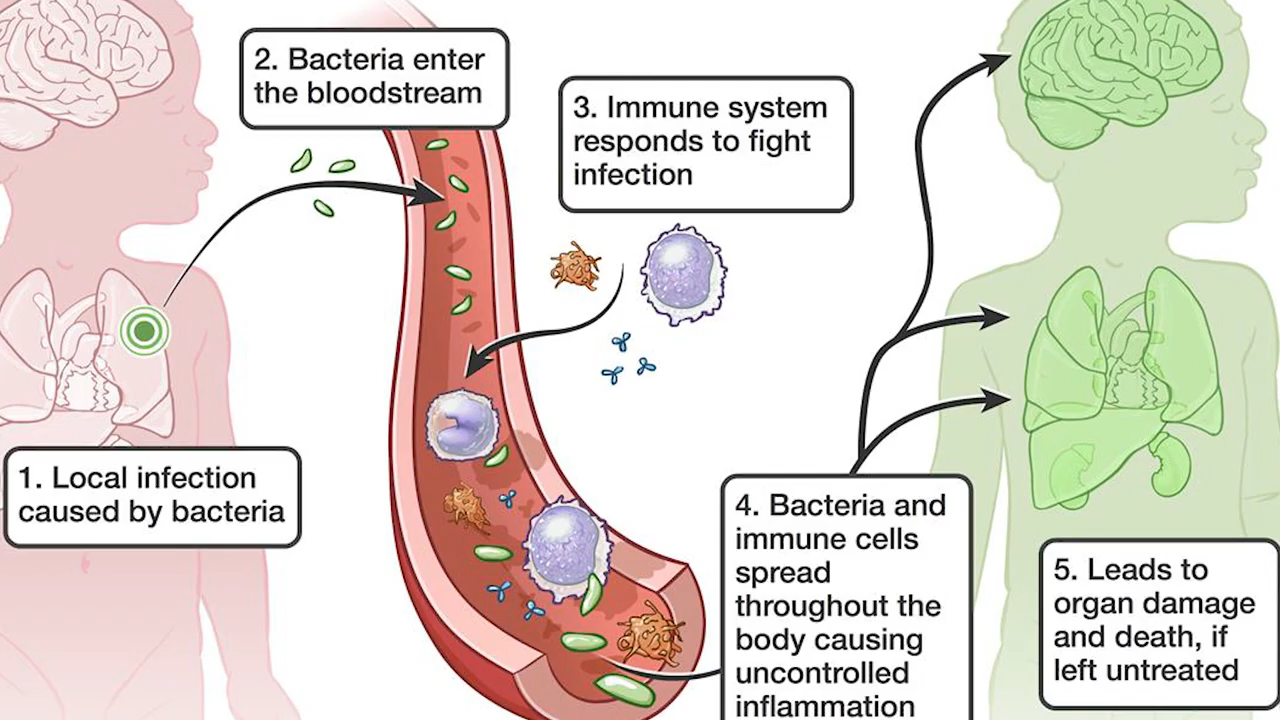 1. Local infection
caused by bacteria
2. Bacteria enter
the bloodstream
3. Immune system
responds to fight
infection
4. Bacteria and
immune cells
spread
throughout the
body causing
uncontrolled
inflammation
5. Leads to
organ damage
and death, if
left untreated